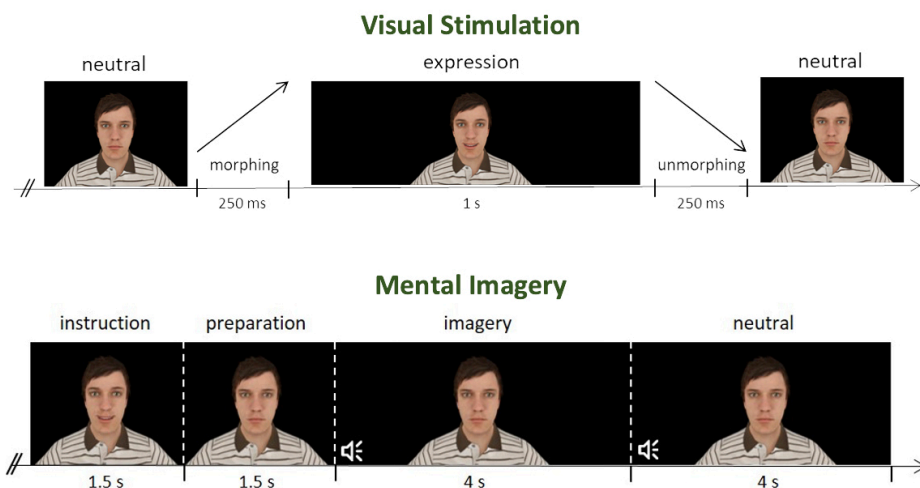 Visual Stimulation
neutral
expression
neutral
morphing
unmorphing
250 ms
1 s
250 ms
Mental Imagery
instruction
preparation
imagery
neutral
1.5 s
1.5 s
4 s
4 s